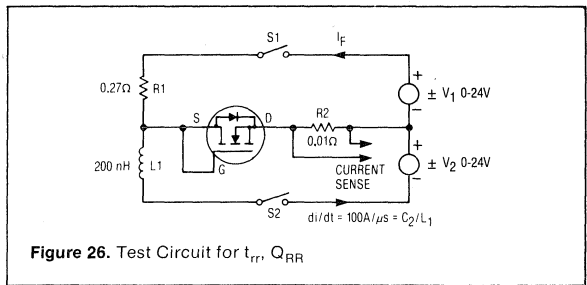 S1
I_F
0.27Ω R1
+
± V₁ 0-24V
−
S
D
R2
0.01Ω
G
CURRENT
SENSE
200 nH L1
+
± V₂ 0-24V
−
S2
di/dt = 100A/μs = C₂/L₁
Figure 26. Test Circuit for t_rr, Q_RR